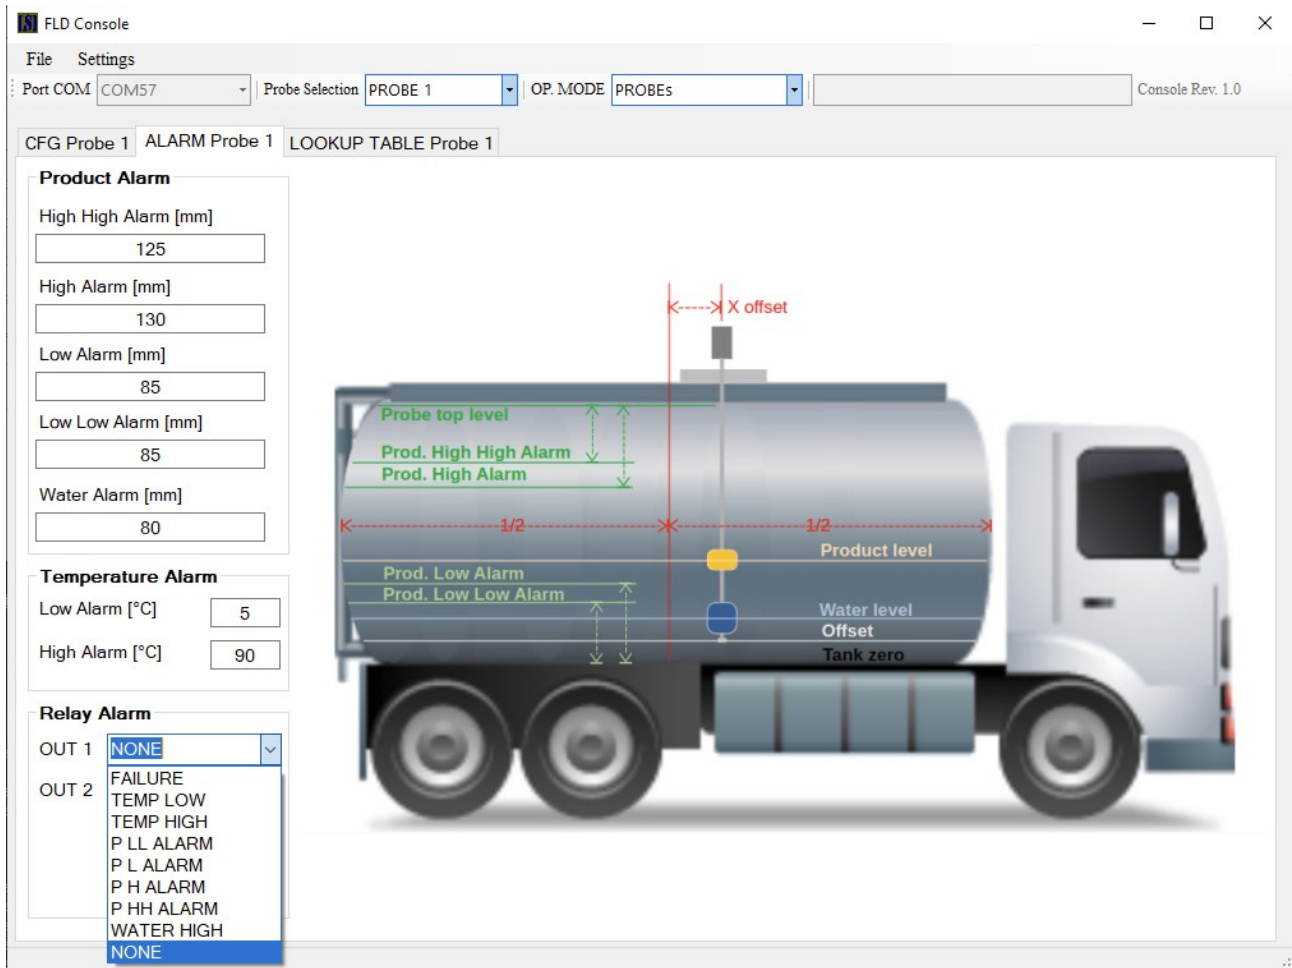 FLD Console
File Settings
Port COM COM57 Probe Selection PROBE 1 OP. MODE PROBEs Console Rev. 1.0
CFG Probe 1 ALARM Probe 1 LOOKUP TABLE Probe 1
Product Alarm
High High Alarm [mm]
125
High Alarm [mm]
130
Low Alarm [mm]
85
Low Low Alarm [mm]
85
Water Alarm [mm]
80
Temperature Alarm
Low Alarm [°C] 5
High Alarm [°C] 90
Relay Alarm
OUT 1 NONE
OUT 2
FAILURE
TEMP LOW
TEMP HIGH
P LL ALARM
P L ALARM
P H ALARM
P HH ALARM
WATER HIGH
NONE
X offset
Probe top level
Prod. High High Alarm
Prod. High Alarm
1/2 1/2
Product level
Prod. Low Alarm
Prod. Low Low Alarm
Water level
Offset
Tank zero